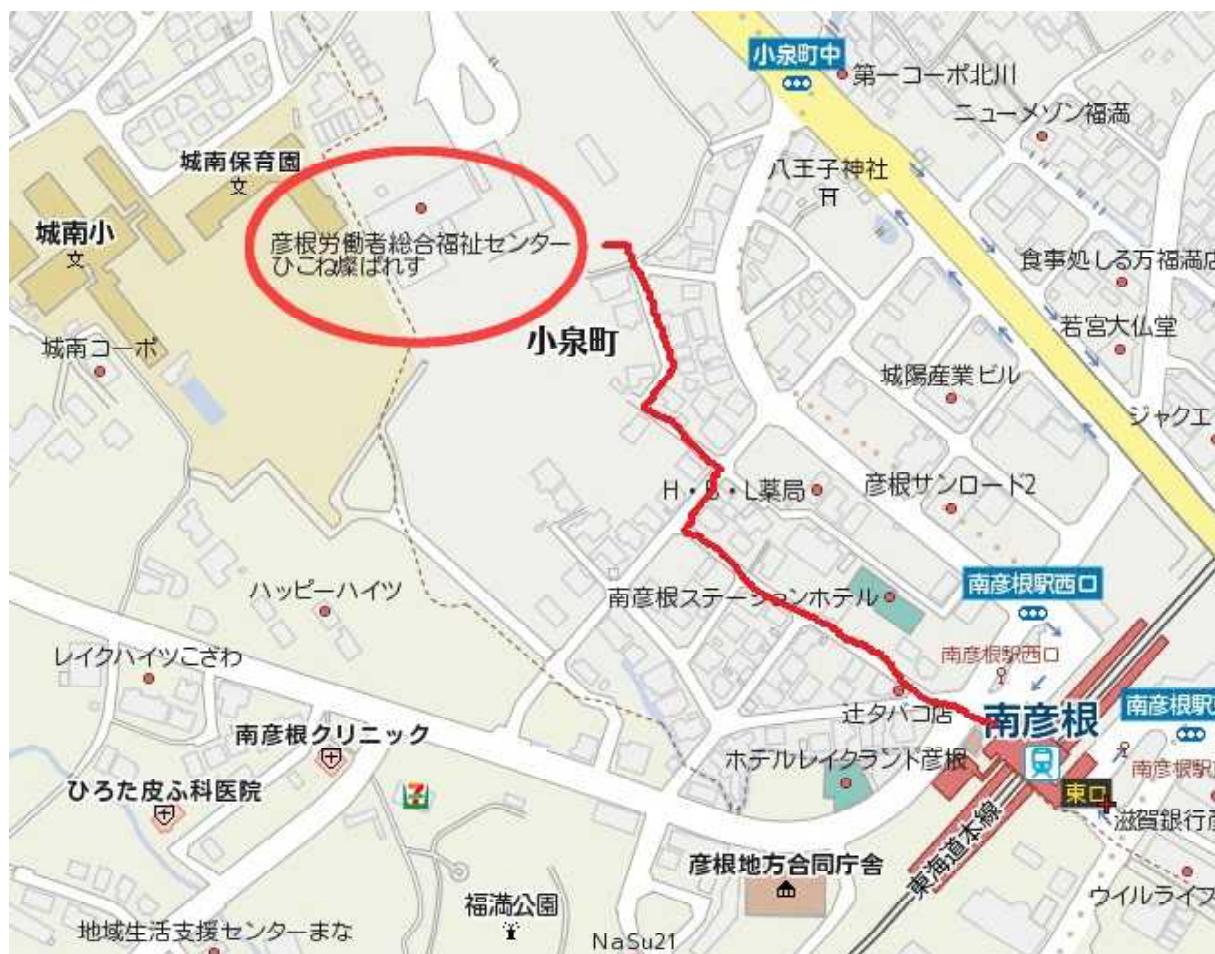 小泉町中
第一コーポ北川
ニューメゾン福満
城南保育園
八王子神社
城南小
彦根労働者総合福祉センター
ひこね燦ぱれす
食事処しる万福満店
小泉町
若宮大仏堂
城南コーポ
城陽産業ビル
ジャクエ
H・B・L薬局
彦根サンロード2
南彦根駅西口
ハッピーハイツ
南彦根ステーションホテル
レイクハイツこざわ
南彦根駅西口
辻タバコ店
南彦根
南彦根駅
南彦根クリニック
ホテルレイクランド彦根
南彦根駅
ひろた皮ふ科医院
東口
滋賀銀行彦
東海道本線
彦根地方合同庁舎
ウイルライフ
福満公園
地域生活支援センターまな
NaSu21